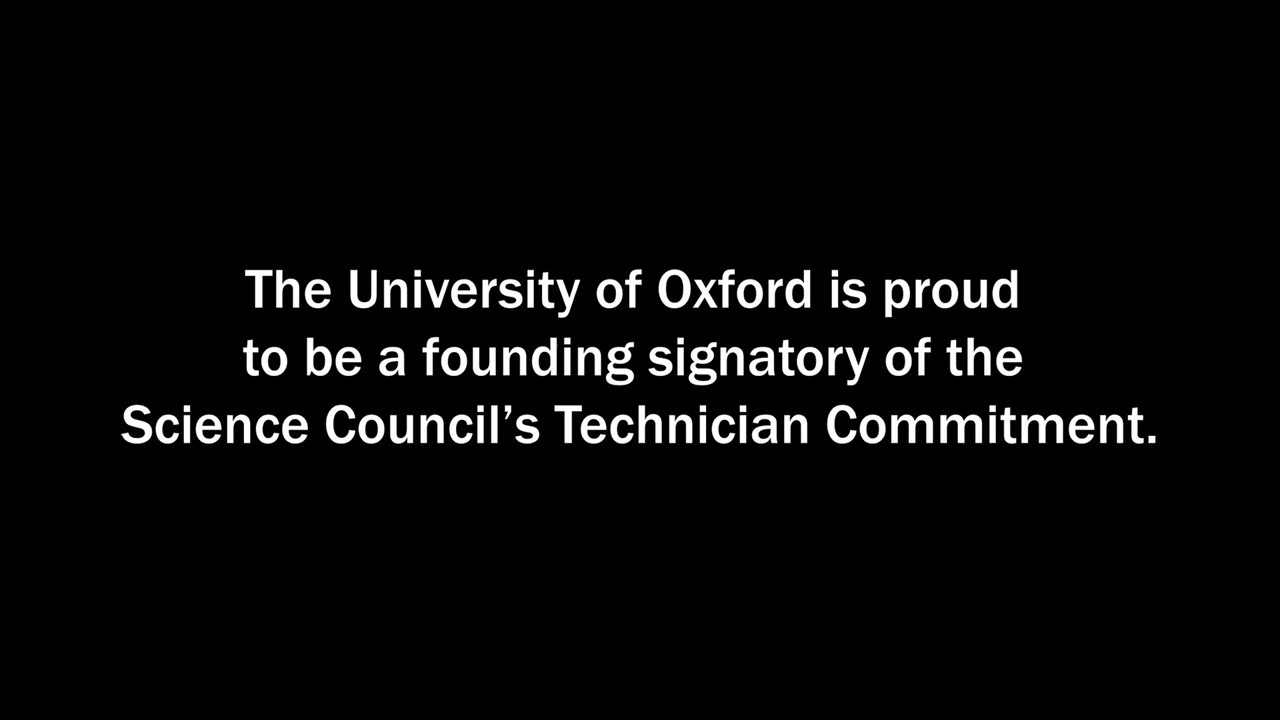 The University of Oxford is proud
to be a founding signatory of the
Science Council’s Technician Commitment.